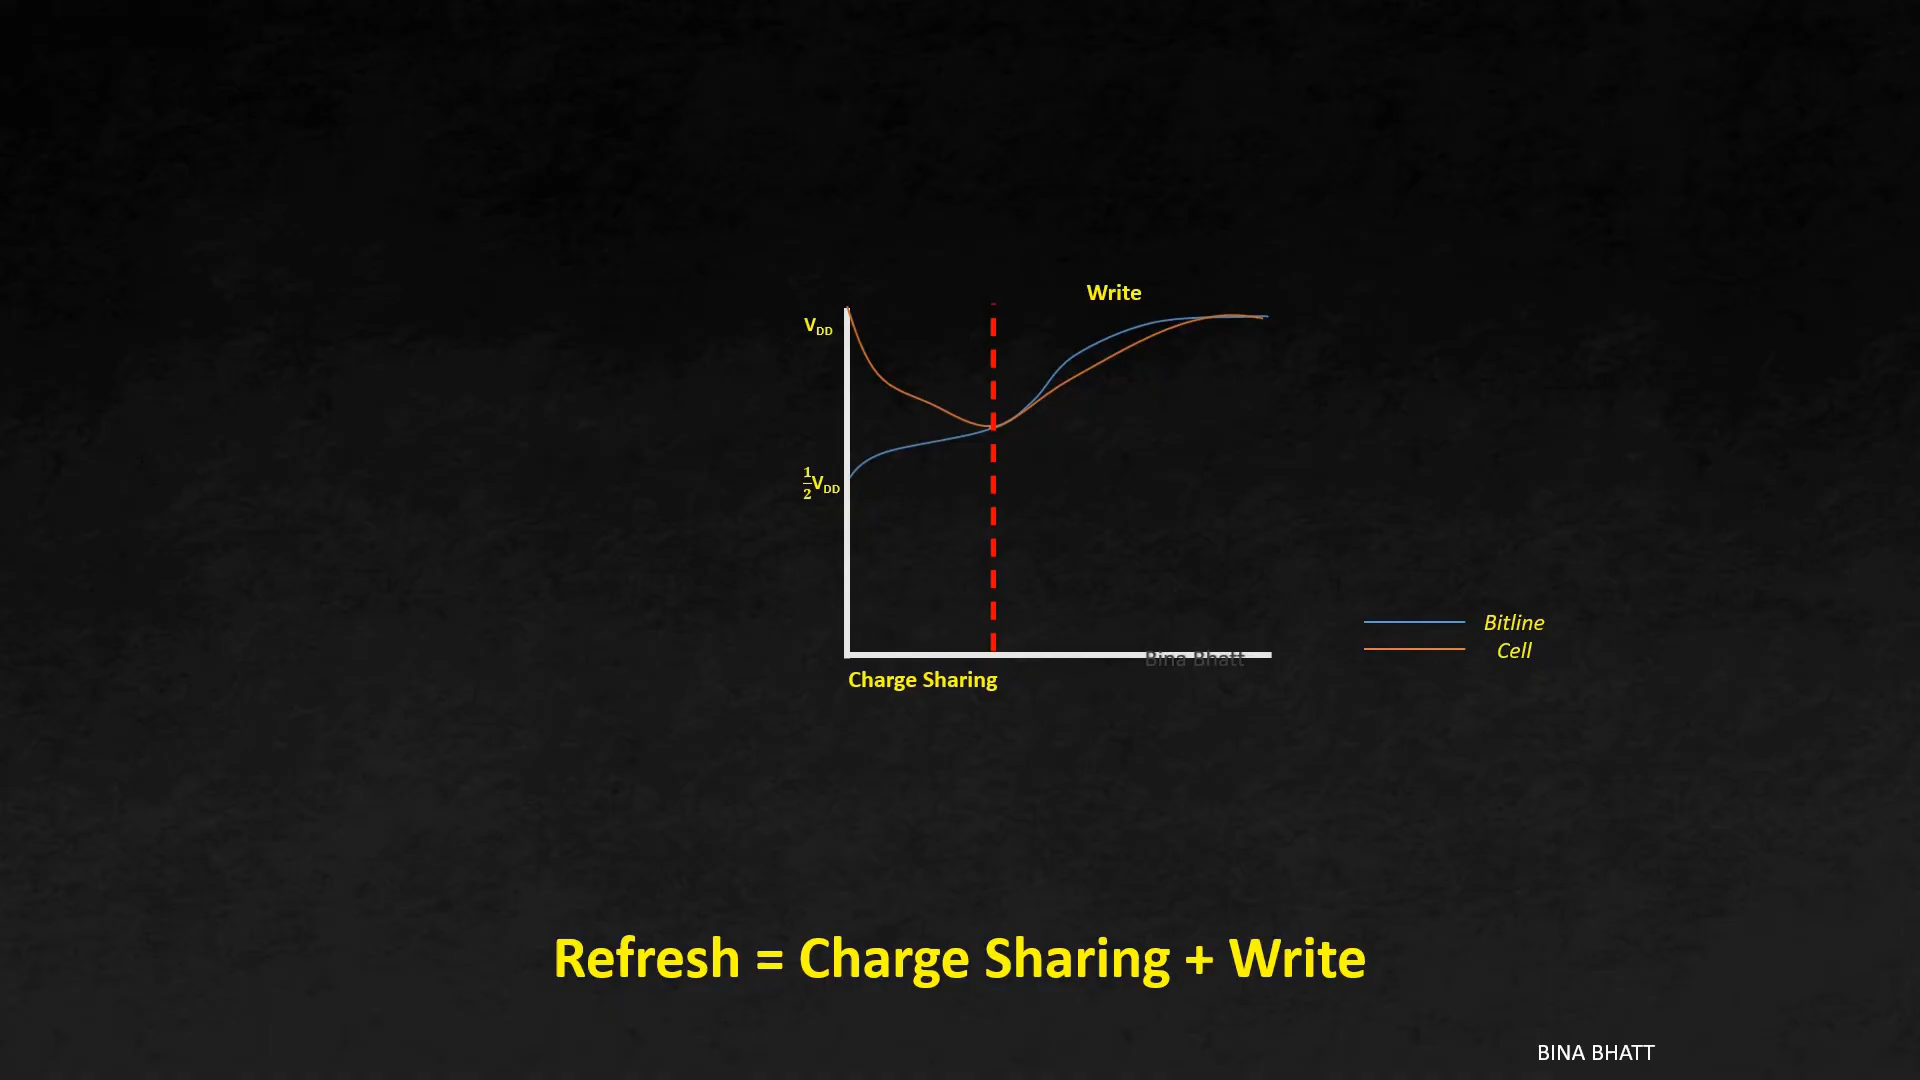 Write
V_DD
1/2 V_DD
Bitline
Cell
Bina Bhatt
Charge Sharing
Refresh = Charge Sharing + Write
BINA BHATT